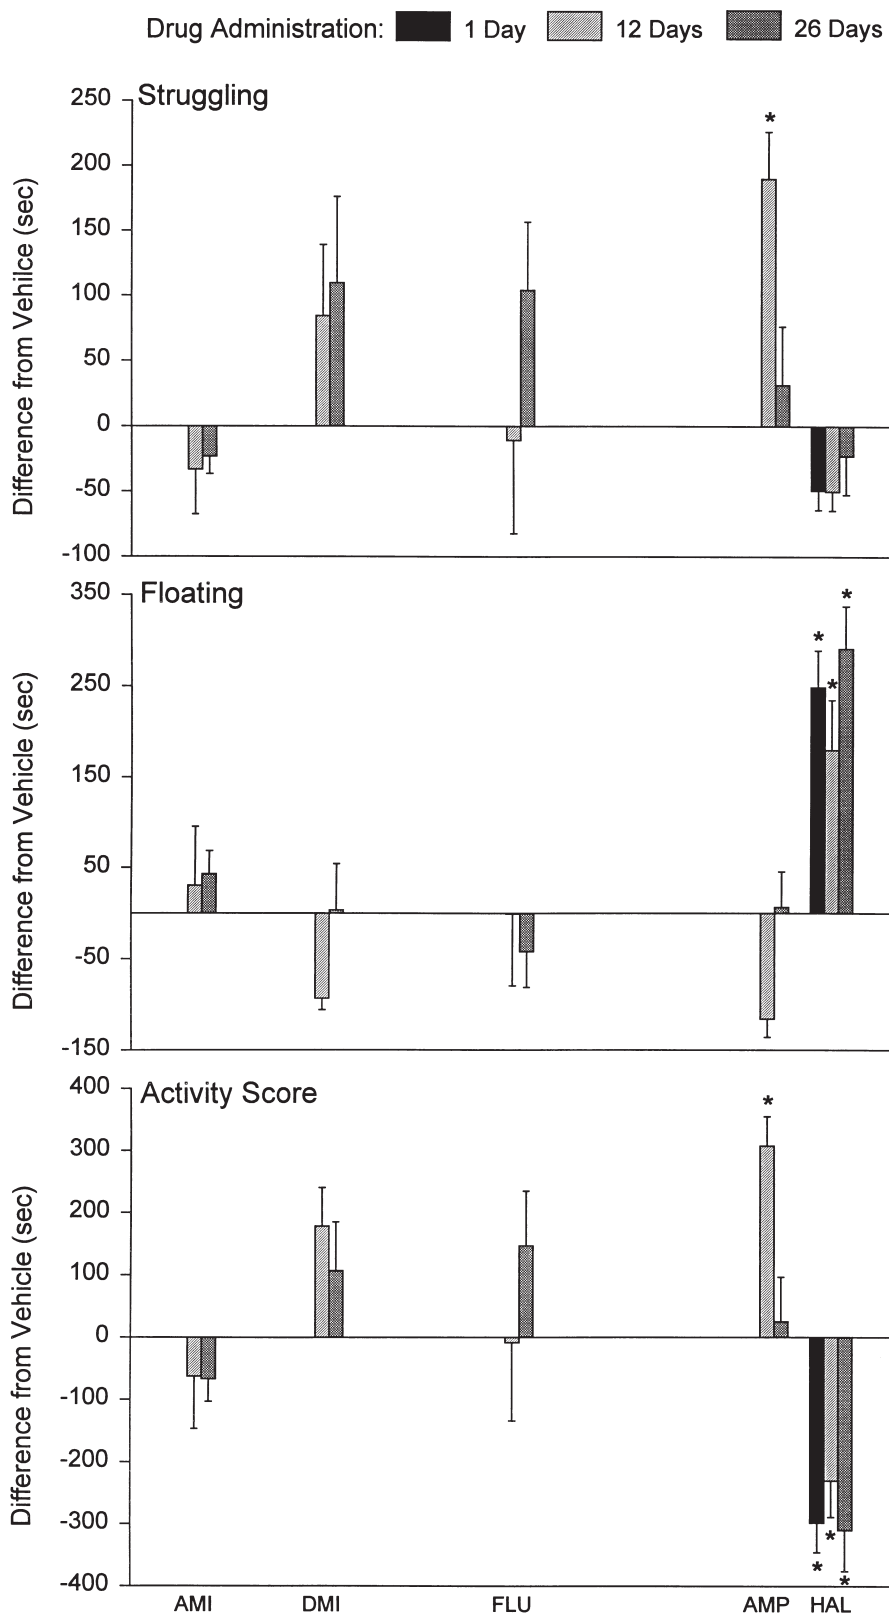 Drug Administration: 1 Day 12 Days 26 Days
Struggling
Difference from Vehilce (sec)
250
200
150
100
50
0
-50
-100
*
Floating
Difference from Vehicle (sec)
350
250
150
50
-50
-150
* * *
Activity Score
Difference from Vehicle (sec)
400
300
200
100
0
-100
-200
-300
-400
*
* * *
AMI DMI FLU AMP HAL